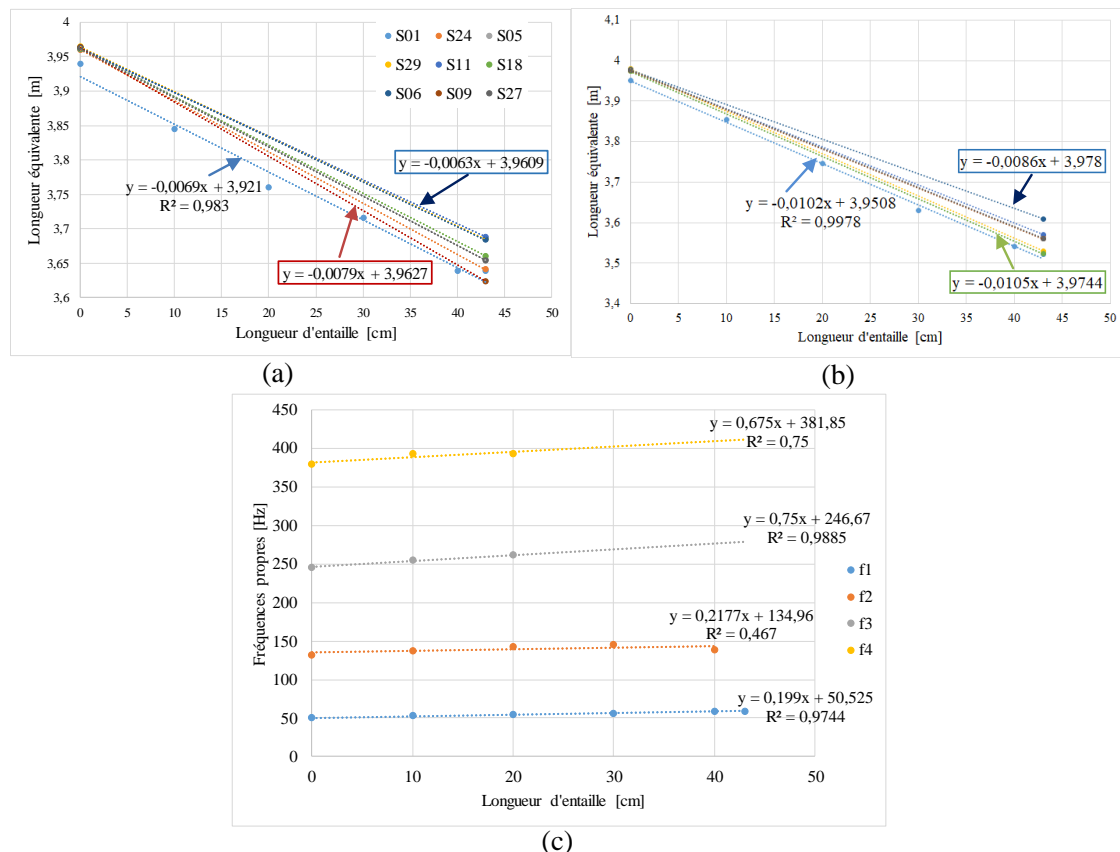 4
3,95
3,9
3,85
3,8
3,75
3,7
3,65
3,6
Longueur équivalente [m]
S01 S24 S05
S29 S11 S18
S06 S09 S27
y = -0,0063x + 3,9609
y = -0,0069x + 3,921
R² = 0,983
y = -0,0079x + 3,9627
0 10 20 30 40 50
Longueur d'entaille [cm]
(a)
4,1
4
3,9
3,8
3,7
3,6
3,5
3,4
Longueur équivalente [m]
y = -0,0086x + 3,978
y = -0,0102x + 3,9508
R² = 0,9978
y = -0,0105x + 3,9744
0 5 10 15 20 25 30 35 40 45 50
Longueur d'entaille [cm]
(b)
450
400
350
300
250
200
150
100
50
0
Fréquences propres [Hz]
y = 0,675x + 381,85
R² = 0,75
y = 0,75x + 246,67
R² = 0,9885
f1
f2
f3
f4
y = 0,2177x + 134,96
R² = 0,467
y = 0,199x + 50,525
R² = 0,9744
0 10 20 30 40 50
Longueur d'entaille [cm]
(c)